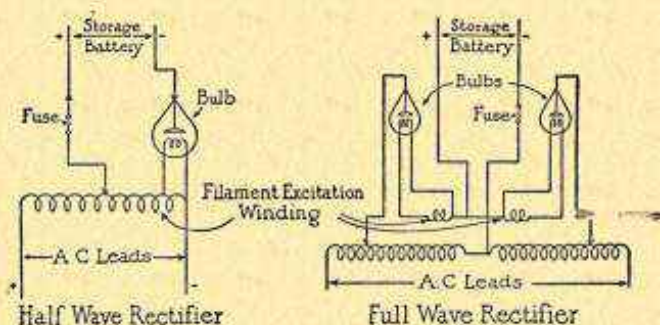 + Storage -
Battery
Bulb
Fuse
A C Leads
+ -
Half Wave Rectifier
Filament Excitation
Winding
+ Storage -
Battery
Bulbs
Fuse
A.C. Leads
Full Wave Rectifier